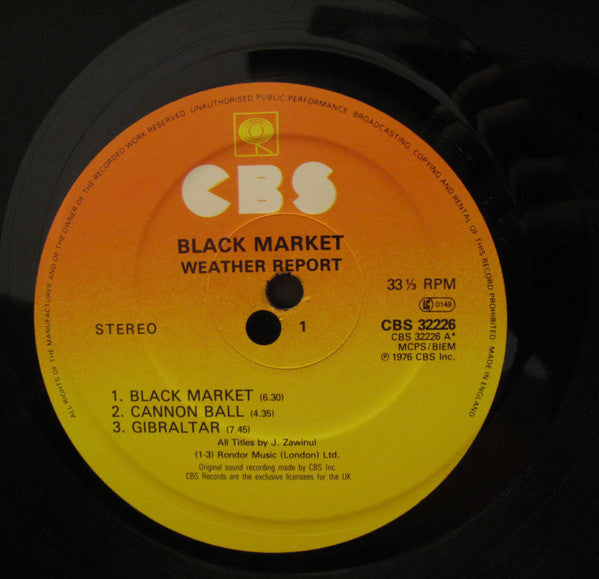 ALL RIGHTS OF THE MANUFACTURER AND OF THE OWNER OF THE RECORDED WORK RESERVED. UNAUTHORISED PUBLIC PERFORMANCE, BROADCASTING, COPYING AND RENTAL OF THIS RECORD PROHIBITED. MADE IN ENGLAND
CBS
BLACK MARKET
WEATHER REPORT
33⅓ RPM
0149
STEREO
1
CBS 32226
CBS 32226 A*
MCPS/BIEM
℗ 1976 CBS Inc.
1. BLACK MARKET (6.30)
2. CANNON BALL (4.35)
3. GIBRALTAR (7.45)
All Titles by J. Zawinul
(1-3) Rondor Music (London) Ltd.
Original sound recording made by CBS Inc.
CBS Records are the exclusive licensees for the UK